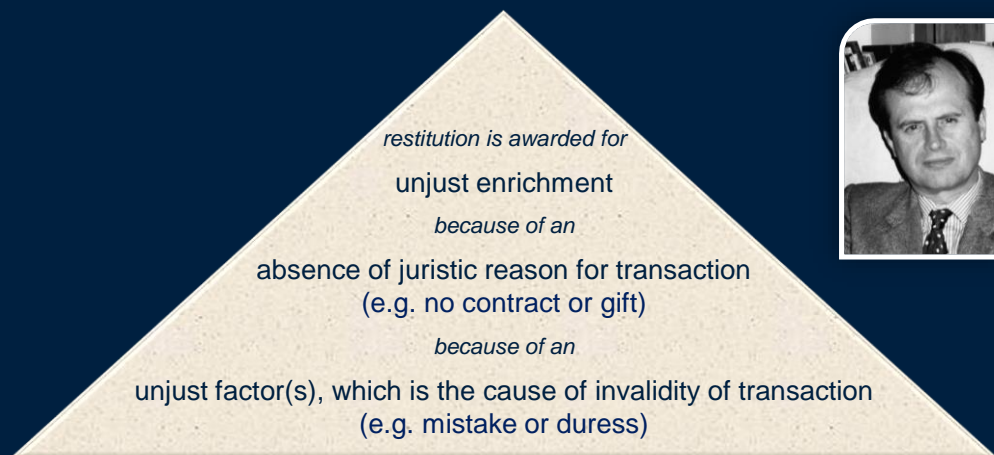 restitution is awarded for
unjust enrichment
because of an
absence of juristic reason for transaction
(e.g. no contract or gift)
because of an
unjust factor(s), which is the cause of invalidity of transaction
(e.g. mistake or duress)